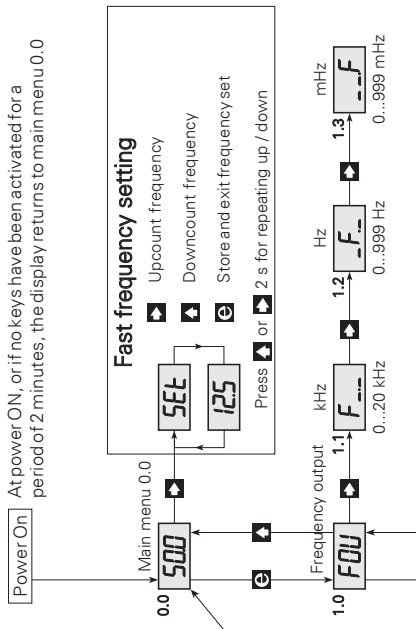 Power On
At power ON, or if no keys have been activated for a
period of 2 minutes, the display returns to main menu 0.0
Fast frequency setting
Upcount frequency
Downcount frequency
e Store and exit frequency set
Press or 2 s for repeating up / down
SEt
12.5
Main menu 0.0
0.0
50.0
e
Frequency output
1.0
FOU
kHz
1.1
F _._
0...20 kHz
Hz
1.2
_F._
0...999 Hz
mHz
1.3
_ _.F
0...999 mHz